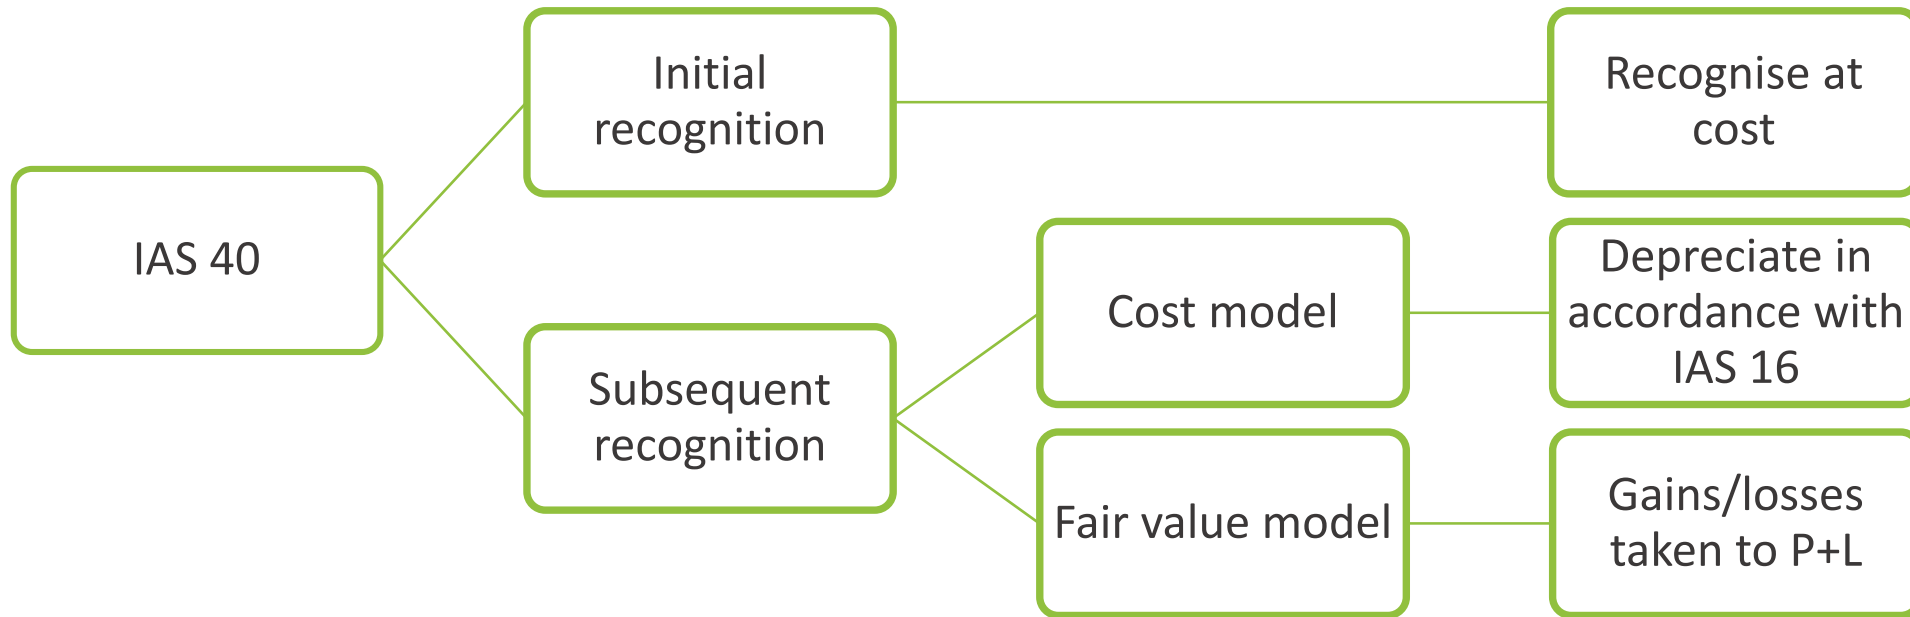 IAS 40
Initial
recognition
Recognise at
cost
Subsequent
recognition
Cost model
Depreciate in
accordance with
IAS 16
Fair value model
Gains/losses
taken to P+L